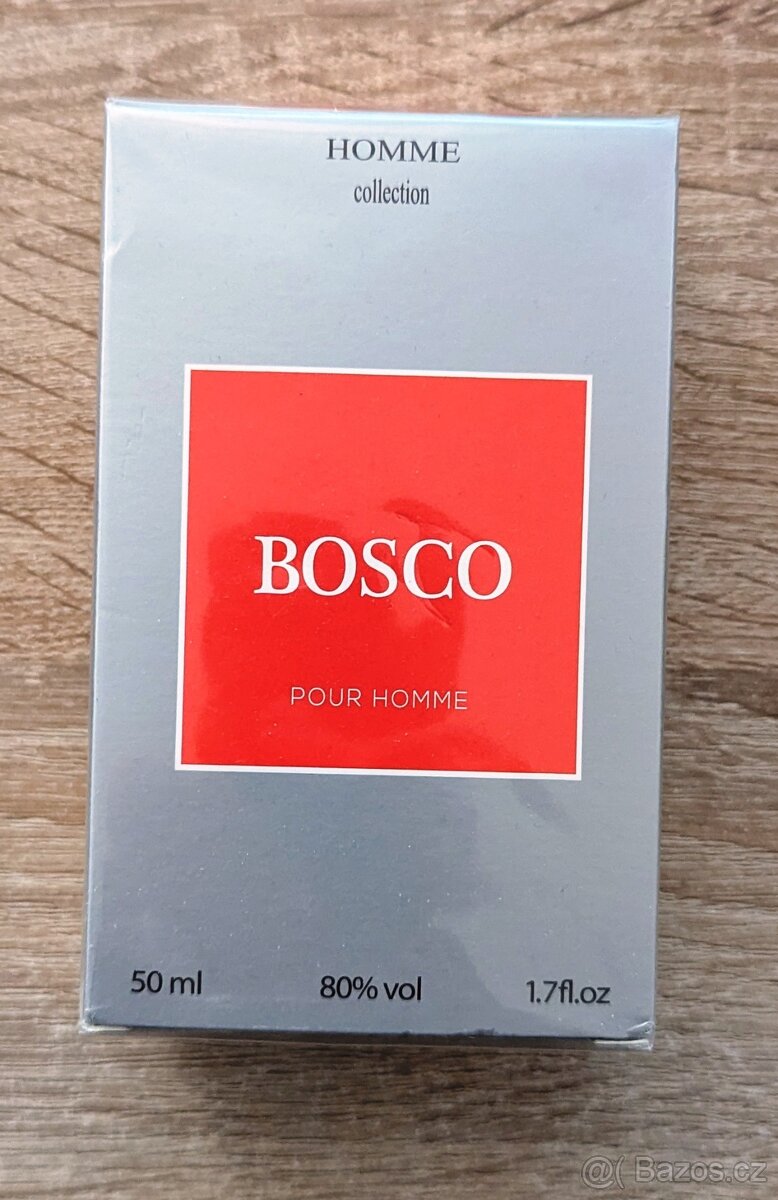 HOMME
collection
BOSCO
POUR HOMME
50 ml 80% vol 1.7fl.oz
@( Bazos.cz